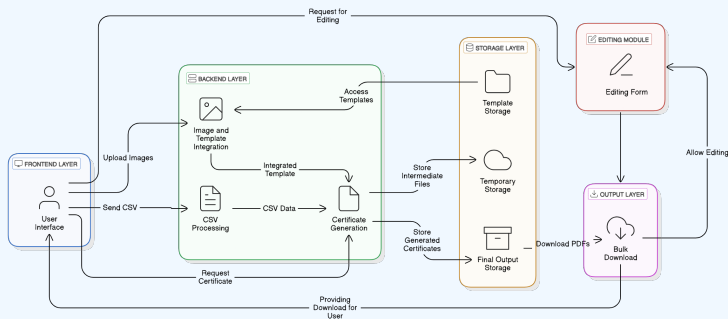 Request for
Editing
EDITING MODULE
Editing Form
STORAGE LAYER
BACKEND LAYER
Access
Templates
Template
Storage
Image and
Template
Integration
Upload Images
Allow Editing
FRONTEND LAYER
User
Interface
Integrated
Template
Store
Intermediate
Files
Temporary
Storage
Send CSV
CSV
Processing
CSV Data
Certificate
Generation
OUTPUT LAYER
Bulk
Download
Store
Generated
Certificates
Download PDFs
Final Output
Storage
Request
Certificate
Providing
Download for
User